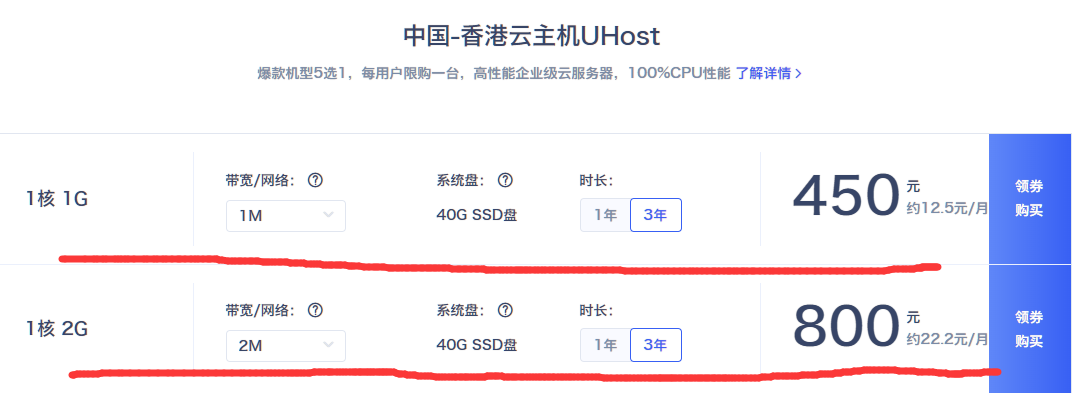 中国-香港云主机UHost
爆款机型5选1，每用户限购一台，高性能企业级云服务器，100%CPU性能 了解详情 >
1核 1G
带宽/网络： ?
1M
系统盘： ?
40G SSD盘
时长：
1年 3年
450 元
约12.5元/月
领券
购买
1核 2G
带宽/网络： ?
2M
系统盘： ?
40G SSD盘
时长：
1年 3年
800 元
约22.2元/月
领券
购买